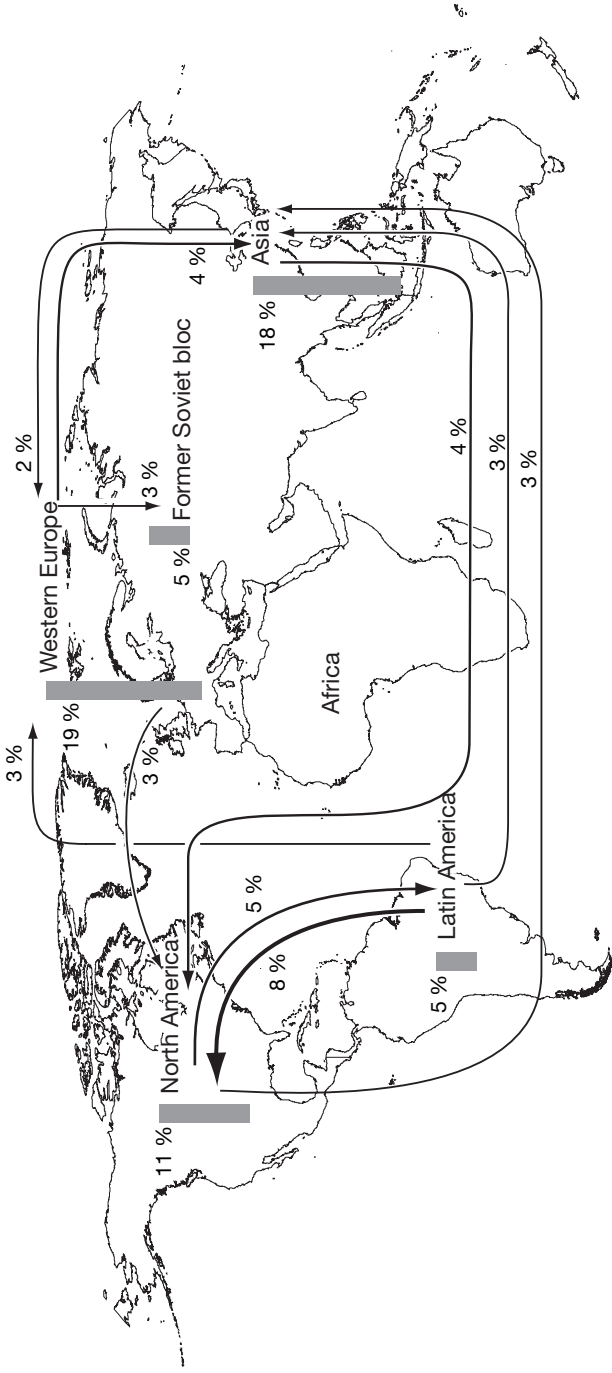 3 %
2 %
Western Europe
19 %
3 %
3 %
5 %
Former Soviet bloc
4 %
Asia
18 %
North America
11 %
5 %
8 %
Africa
Latin America
5 %
4 %
3 %
3 %